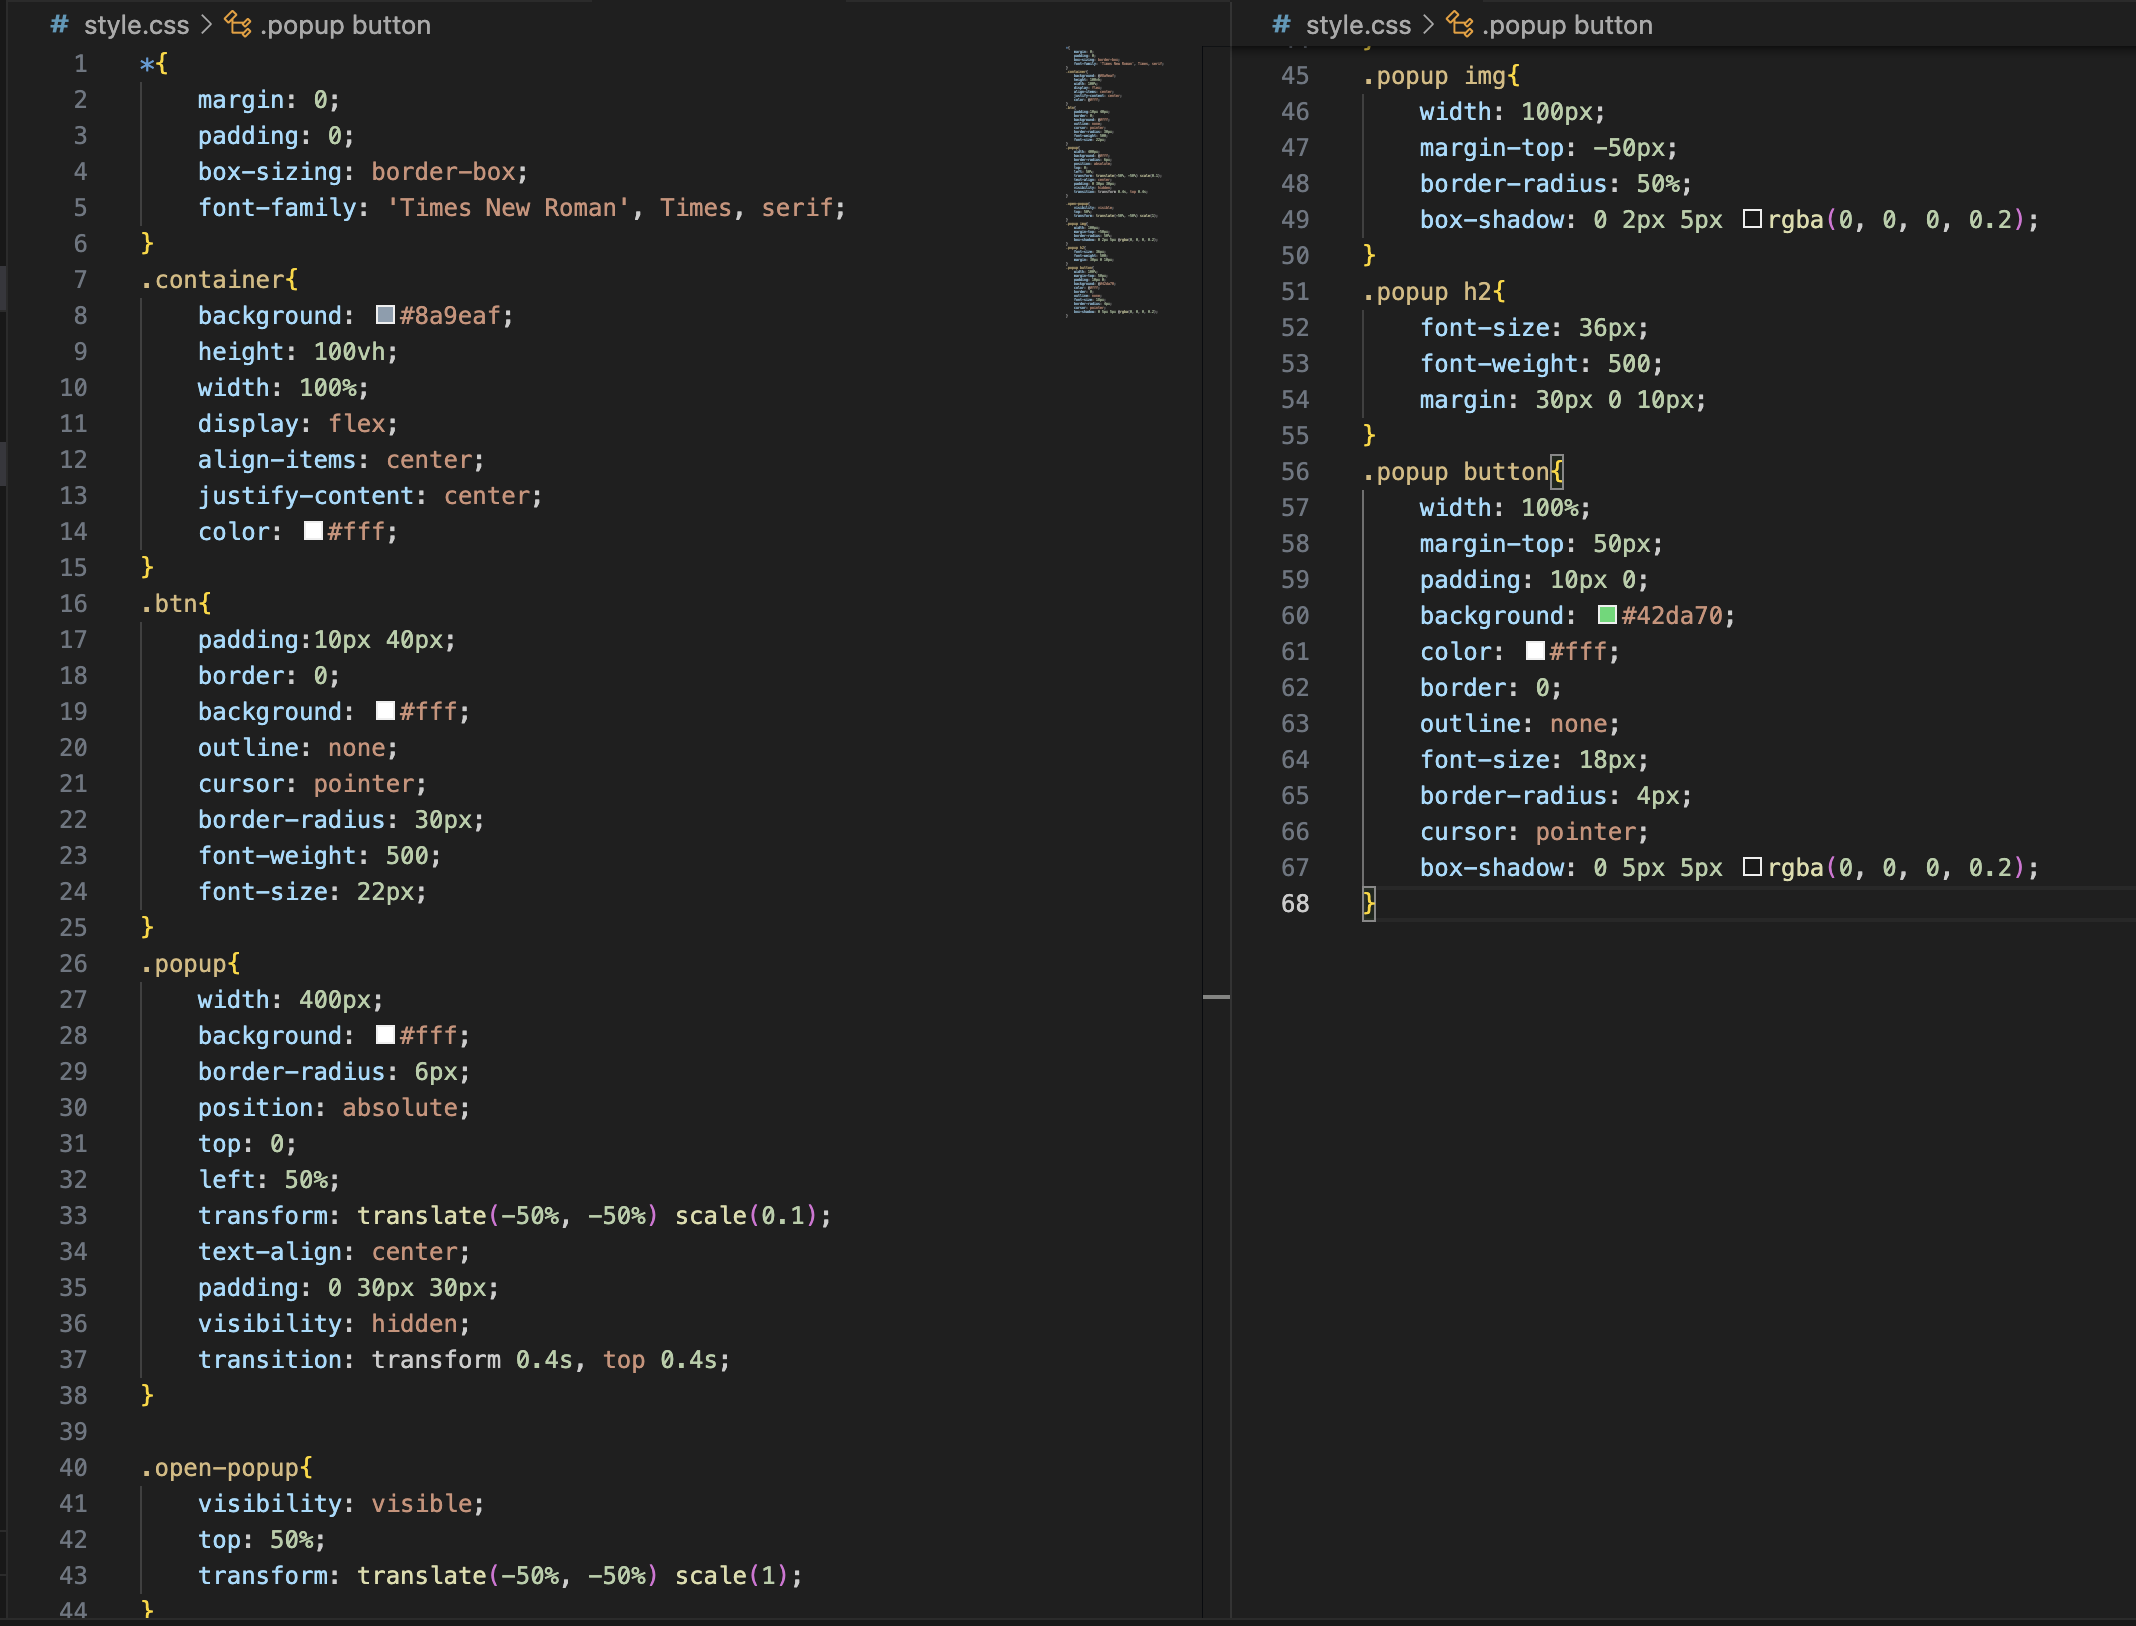 # style.css > .popup button
1 *{
2 margin: 0;
3 padding: 0;
4 box-sizing: border-box;
5 font-family: 'Times New Roman', Times, serif;
6 }
7 .container{
8 background: #8a9eaf;
9 height: 100vh;
10 width: 100%;
11 display: flex;
12 align-items: center;
13 justify-content: center;
14 color: #fff;
15 }
16 .btn{
17 padding:10px 40px;
18 border: 0;
19 background: #fff;
20 outline: none;
21 cursor: pointer;
22 border-radius: 30px;
23 font-weight: 500;
24 font-size: 22px;
25 }
26 .popup{
27 width: 400px;
28 background: #fff;
29 border-radius: 6px;
30 position: absolute;
31 top: 0;
32 left: 50%;
33 transform: translate(-50%, -50%) scale(0.1);
34 text-align: center;
35 padding: 0 30px 30px;
36 visibility: hidden;
37 transition: transform 0.4s, top 0.4s;
38 }
39
40 .open-popup{
41 visibility: visible;
42 top: 50%;
43 transform: translate(-50%, -50%) scale(1);
44 }
# style.css > .popup button
45 .popup img{
46 width: 100px;
47 margin-top: -50px;
48 border-radius: 50%;
49 box-shadow: 0 2px 5px rgba(0, 0, 0, 0.2);
50 }
51 .popup h2{
52 font-size: 36px;
53 font-weight: 500;
54 margin: 30px 0 10px;
55 }
56 .popup button{
57 width: 100%;
58 margin-top: 50px;
59 padding: 10px 0;
60 background: #42da70;
61 color: #fff;
62 border: 0;
63 outline: none;
64 font-size: 18px;
65 border-radius: 4px;
66 cursor: pointer;
67 box-shadow: 0 5px 5px rgba(0, 0, 0, 0.2);
68 }